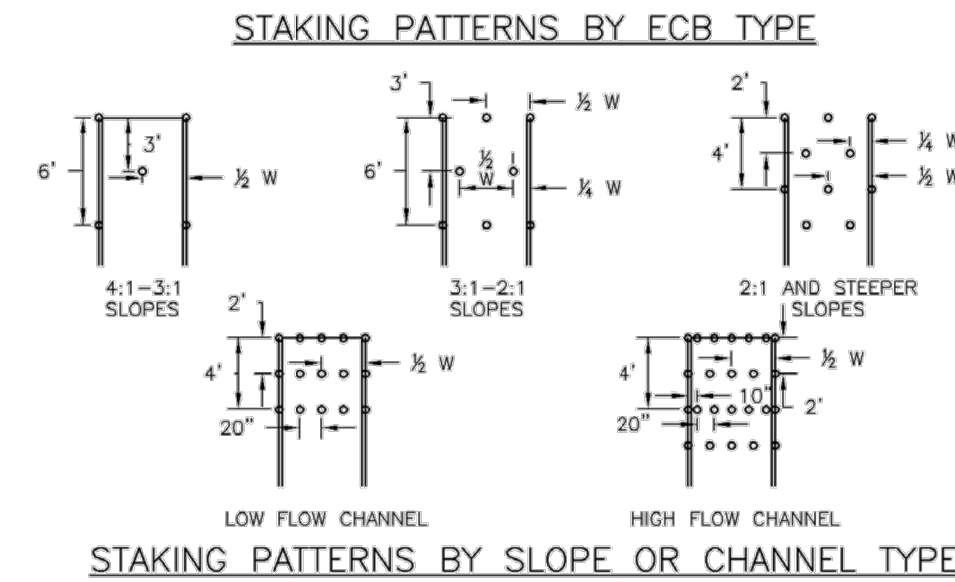 STAKING PATTERNS BY ECB TYPE
3'
6'
½ W
4:1-3:1
SLOPES
3'
½ W
6'
½
W
¼ W
3:1-2:1
SLOPES
2'
4'
¼ W
½ W
2:1 AND STEEPER
SLOPES
2'
4'
½ W
20"
LOW FLOW CHANNEL
4'
½ W
10"
2'
20"
HIGH FLOW CHANNEL
STAKING PATTERNS BY SLOPE OR CHANNEL TYPE